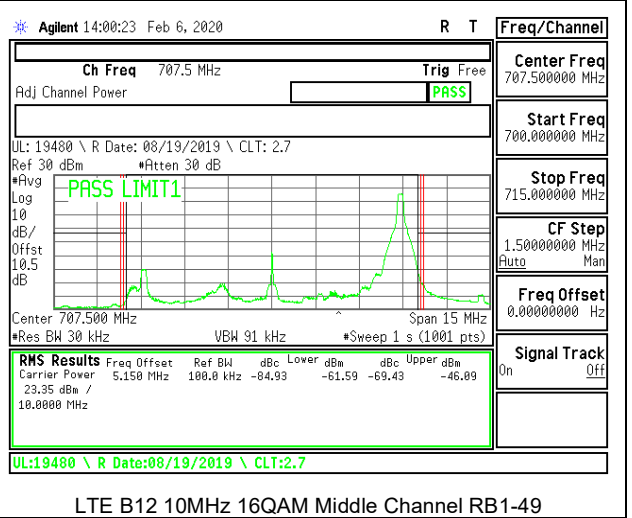 Agilent 14:00:23 Feb 6, 2020 R T
Freq/Channel
Ch Freq 707.5 MHz Trig Free
Adj Channel Power PASS
UL: 19480 \ R Date: 08/19/2019 \ CLT: 2.7
Ref 30 dBm #Atten 30 dB
#Avg
Log
10
dB/
Offst
10.5
dB
PASS LIMIT1
Center 707.500 MHz ^ Span 15 MHz
#Res BW 30 kHz VBW 91 kHz #Sweep 1 s (1001 pts)
RMS Results Freq Offset Ref BW dBc Lower dBm dBc Upper dBm
Carrier Power 5.150 MHz 100.0 kHz -84.93 -61.59 -69.43 -46.09
23.35 dBm /
10.0000 MHz
UL:19480 \ R Date:08/19/2019 \ CLT:2.7
Center Freq
707.500000 MHz
Start Freq
700.000000 MHz
Stop Freq
715.000000 MHz
CF Step
1.50000000 MHz
Auto Man
Freq Offset
0.00000000 Hz
Signal Track
On Off
LTE B12 10MHz 16QAM Middle Channel RB1-49